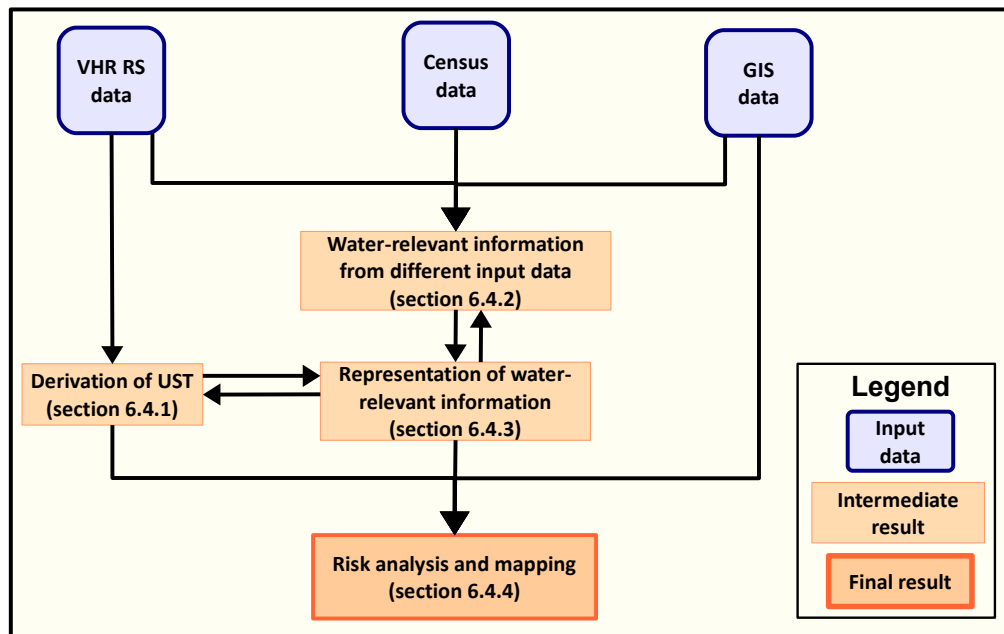 VHR RS
data
Census
data
GIS
data
Water-relevant information
from different input data
(section 6.4.2)
Derivation of UST
(section 6.4.1)
Representation of water-
relevant information
(section 6.4.3)
Risk analysis and mapping
(section 6.4.4)
Legend
Input
data
Intermediate
result
Final result